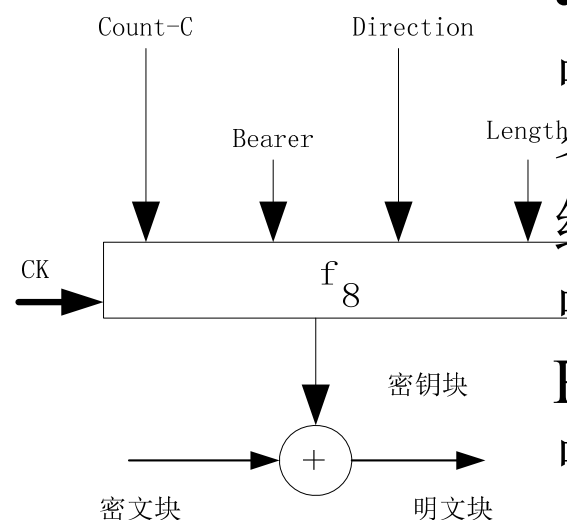 Count-C
Direction
Bearer
Length
CK
f8
密钥块
+
密文块
明文块